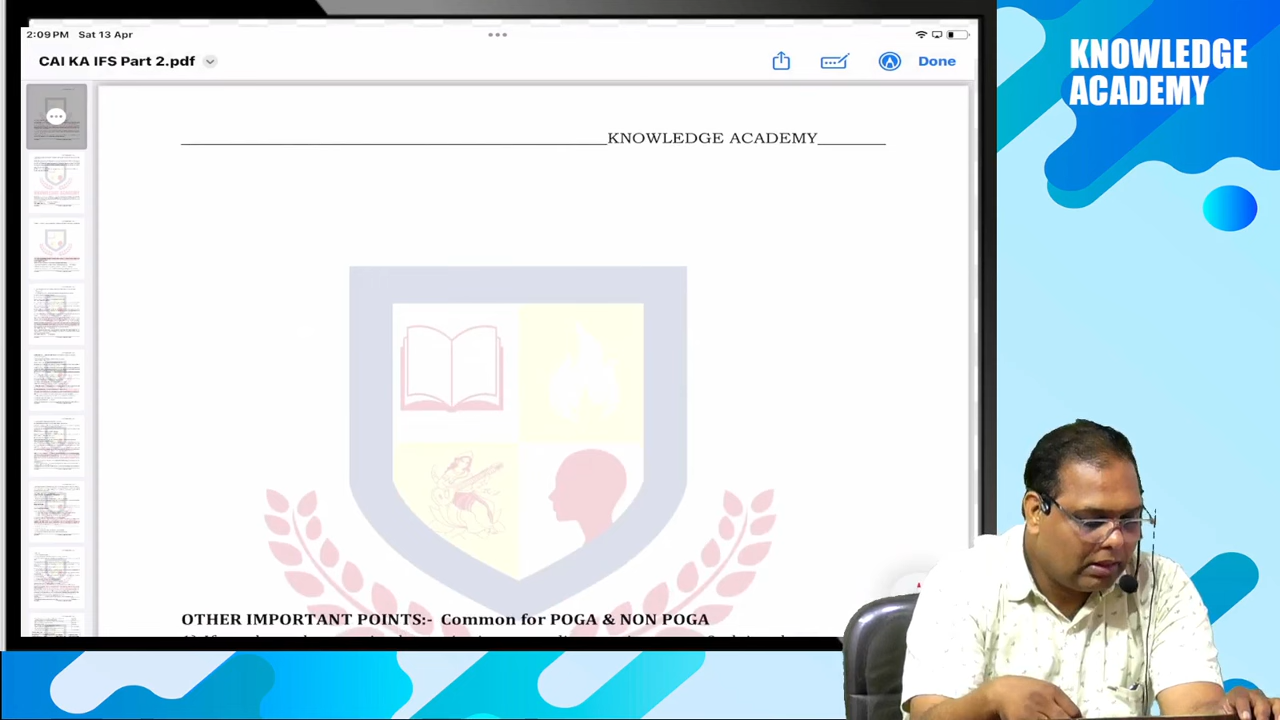 2:09 PM Sat 13 Apr
CAI KA IFS Part 2.pdf
Done
KNOWLEDGE ACADEMY
KNOWLEDGE
ACADEMY
OTHER IMPORTANT POINTS:- Common for POGA & NON POGA